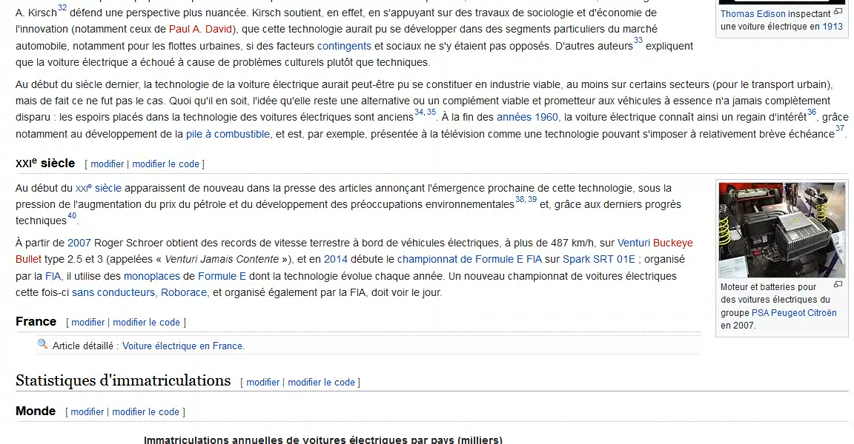 A. Kirsch32 défend une perspective plus nuancée. Kirsch soutient, en effet, en s'appuyant sur des travaux de sociologie et d'économie de
l'innovation (notamment ceux de Paul A. David), que cette technologie aurait pu se développer dans des segments particuliers du marché
automobile, notamment pour les flottes urbaines, si des facteurs contingents et sociaux ne s'y étaient pas opposés. D'autres auteurs33 expliquent
que la voiture électrique a échoué à cause de problèmes culturels plutôt que techniques.
Thomas Edison inspectant
une voiture électrique en 1913
Au début du siècle dernier, la technologie de la voiture électrique aurait peut-être pu se constituer en industrie viable, au moins sur certains secteurs (pour le transport urbain),
mais de fait ce ne fut pas le cas. Quoi qu'il en soit, l'idée qu'elle reste une alternative ou un complément viable et prometteur aux véhicules à essence n'a jamais complètement
disparu : les espoirs placés dans la technologie des voitures électriques sont anciens34, 35. À la fin des années 1960, la voiture électrique connaît ainsi un regain d'intérêt36, grâce
notamment au développement de la pile à combustible, et est, par exemple, présentée à la télévision comme une technologie pouvant s'imposer à relativement brève échéance37.
XXIe siècle [ modifier | modifier le code ]
Au début du XXIe siècle apparaissent de nouveau dans la presse des articles annonçant l'émergence prochaine de cette technologie, sous la
pression de l'augmentation du prix du pétrole et du développement des préoccupations environnementales38, 39 et, grâce aux derniers progrès
techniques40.
À partir de 2007 Roger Schroer obtient des records de vitesse terrestre à bord de véhicules électriques, à plus de 487 km/h, sur Venturi Buckeye
Bullet type 2.5 et 3 (appelées « Venturi Jamais Contente »), et en 2014 débute le championnat de Formule E FIA sur Spark SRT 01E ; organisé
par la FIA, il utilise des monoplaces de Formule E dont la technologie évolue chaque année. Un nouveau championnat de voitures électriques
cette fois-ci sans conducteurs, Roborace, et organisé également par la FIA, doit voir le jour.
Moteur et batteries pour
des voitures électriques du
groupe PSA Peugeot Citroën
en 2007.
France [ modifier | modifier le code ]
Article détaillé : Voiture électrique en France.
Statistiques d'immatriculations [ modifier | modifier le code ]
Monde [ modifier | modifier le code ]
Immatriculations annuelles de voitures électriques par pays (milliers)